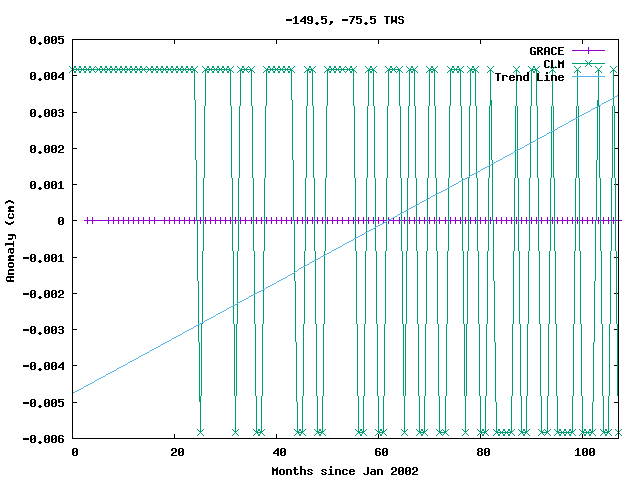 -149.5, -75.5 TWS
GRACE
CLM
Trend Line
0.005
0.004
0.003
0.002
0.001
0
-0.001
-0.002
-0.003
-0.004
-0.005
-0.006
Anomaly (cm)
0 20 40 60 80 100
Months since Jan 2002